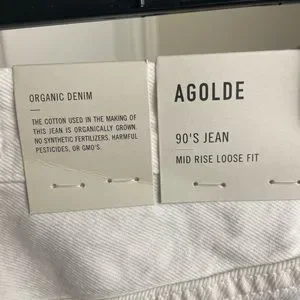 ORGANIC DENIM
THE COTTON USED IN THE MAKING OF
THIS JEAN IS ORGANICALLY GROWN.
NO SYNTHETIC FERTILIZERS, HARMFUL
PESTICIDES, OR GMO'S.
AGOLDE
90'S JEAN
MID RISE LOOSE FIT